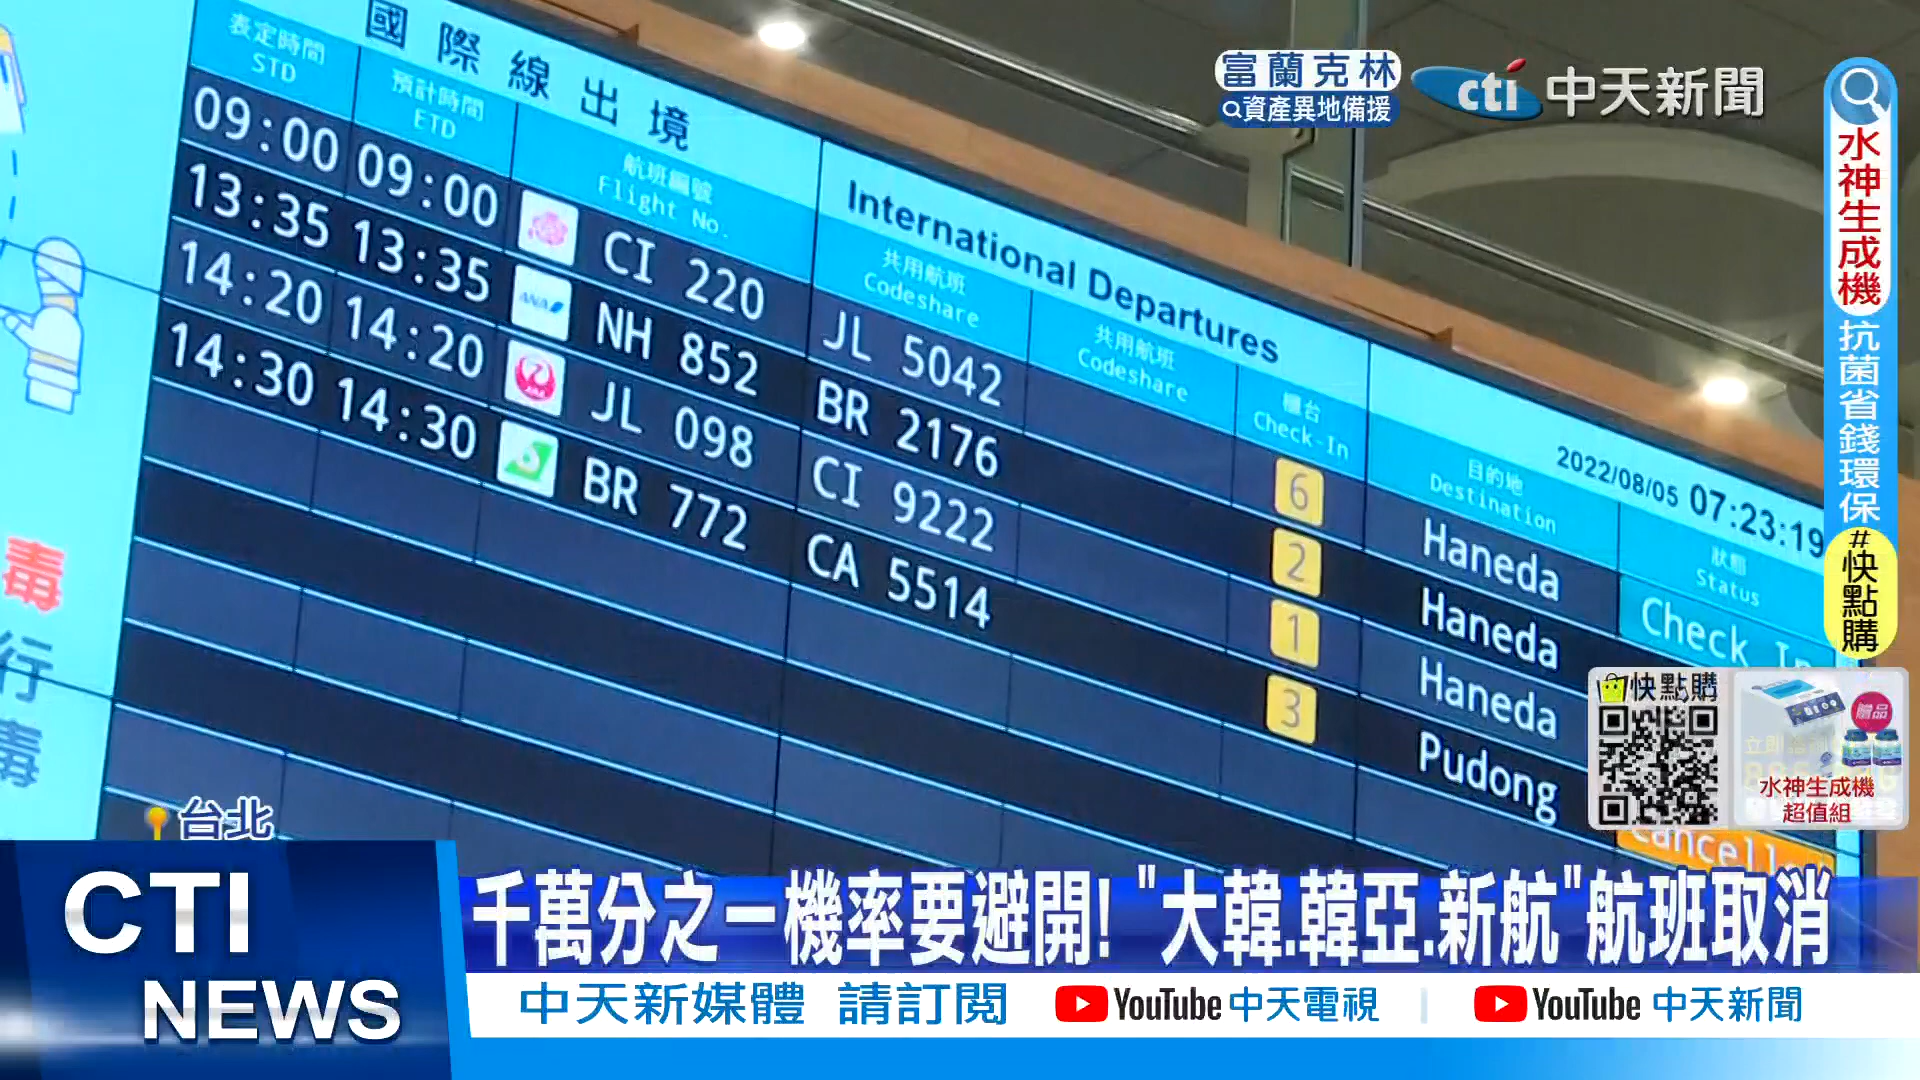 國際線出境
International Departures
2022/08/05 07:23:19
表定時間
STD
預計時間
ETD
航班編號
Flight No.
共用航班
Codeshare
共用航班
Codeshare
櫃台
Check-In
目的地
Destination
狀態
Status
09:00 09:00 CI 220 JL 5042 6 Haneda Check In
13:35 13:35 ANA NH 852 BR 2176 2 Haneda
14:20 14:20 JL 098 CI 9222 1 Haneda
14:30 14:30 BR 772 CA 5514 3 Pudong
Cancell
毒
行
毒
富蘭克林
資產異地備援
cti 中天新聞
水神生成機
抗菌省錢環保
#快點購
快點購
贈品
水神生成機
超值組
台北
CTI
NEWS
千萬分之一機率要避開! "大韓.韓亞.新航"航班取消
中天新媒體 請訂閱 YouTube 中天電視 | YouTube 中天新聞